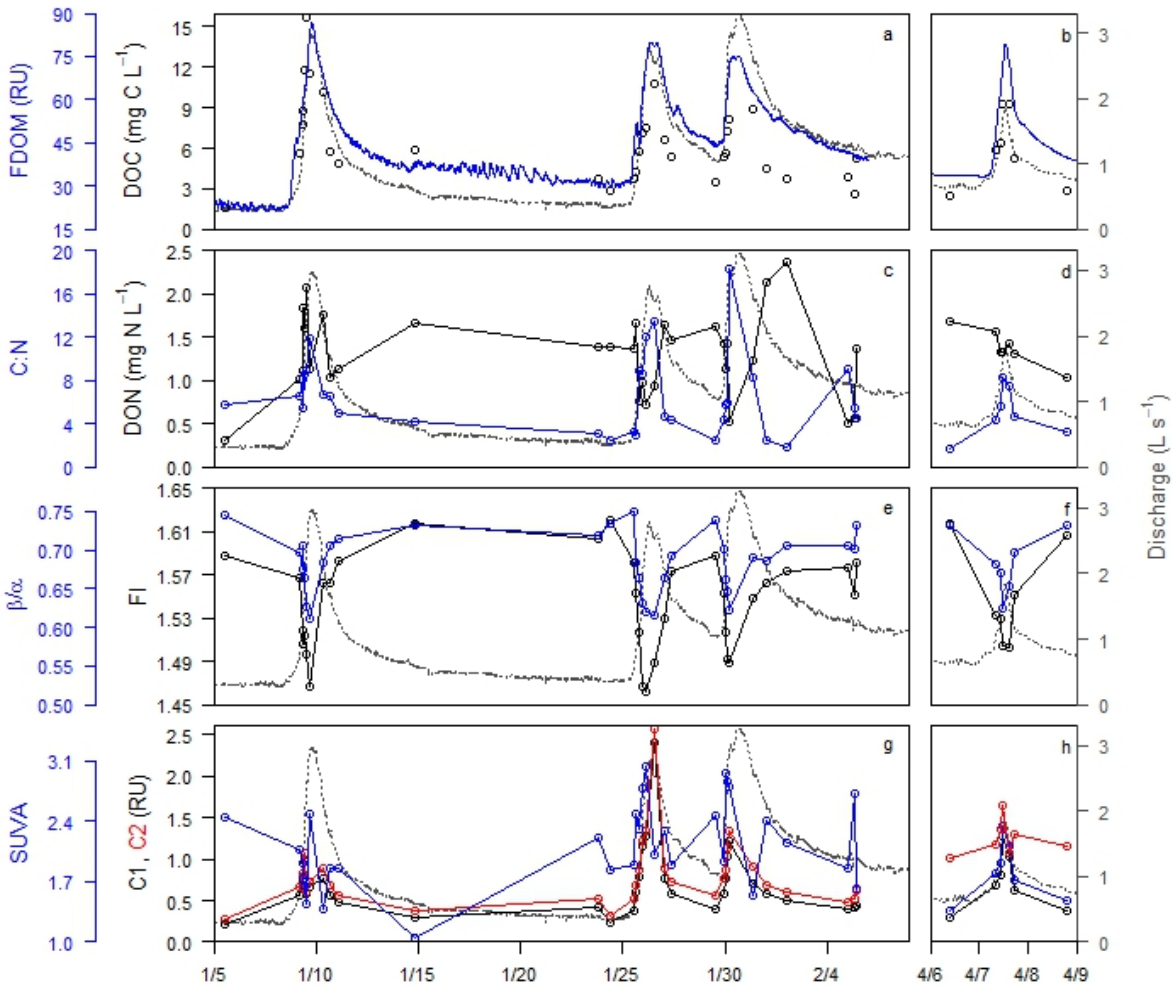 90 75 60 45 30 15
FDOM (RU)
15 12 9 6 3 0
DOC (mg C L⁻¹)
a
b
3 2 1 0
20 16 12 8 4 0
C:N
2.5 2.0 1.5 1.0 0.5 0.0
DON (mg N L⁻¹)
c
d
3 2 1 0
0.75 0.70 0.65 0.60 0.55 0.50
β/α
1.65 1.61 1.57 1.53 1.49 1.45
FI
e
f
3 2 1 0
Discharge (L s⁻¹)
3.1 2.4 1.7 1.0
SUVA
2.5 2.0 1.5 1.0 0.5 0.0
C1, C2 (RU)
g
h
3 2 1 0
1/5 1/10 1/15 1/20 1/25 1/30 2/4
4/6 4/7 4/8 4/9